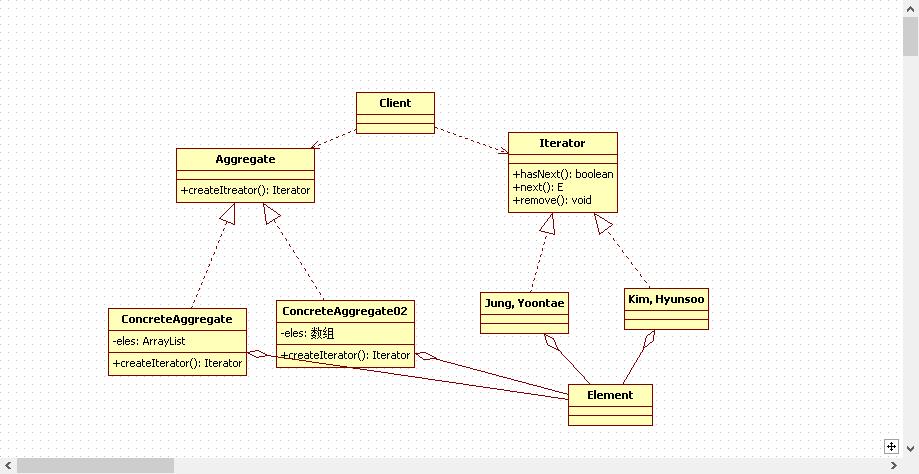 Client
Aggregate
+createItreator(): Iterator
Iterator
+hasNext(): boolean
+next(): E
+remove(): void
ConcreteAggregate
-eles: ArrayList
+createIterator(): Iterator
ConcreteAggregate02
-eles: 数组
+createIterator(): Iterator
Jung, Yoontae
Kim, Hyunsoo
Element